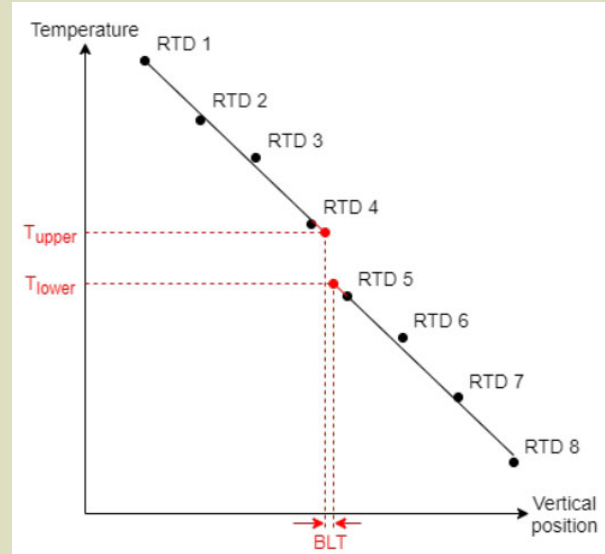 Temperature
RTD 1
RTD 2
RTD 3
RTD 4
Tupper
Tlower
RTD 5
RTD 6
RTD 7
RTD 8
Vertical
position
BLT